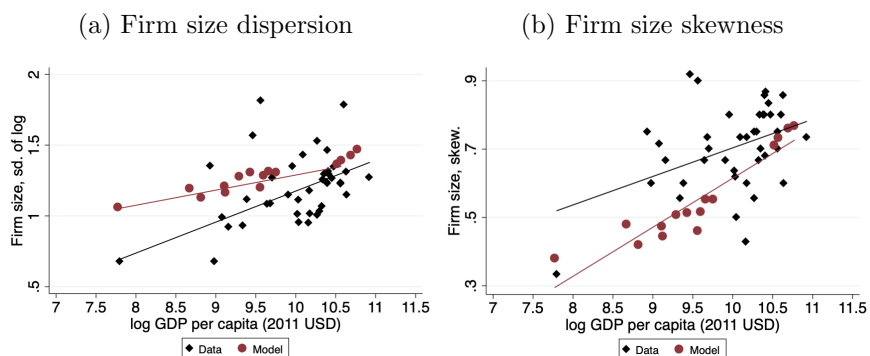 (a) Firm size dispersion
Firm size, sd. of log
2
1.5
1
.5
7 7.5 8 8.5 9 9.5 10 10.5 11 11.5
log GDP per capita (2011 USD)
Data Model
(b) Firm size skewness
Firm size, skew.
.9
.7
.5
.3
7 7.5 8 8.5 9 9.5 10 10.5 11 11.5
log GDP per capita (2011 USD)
Data Model